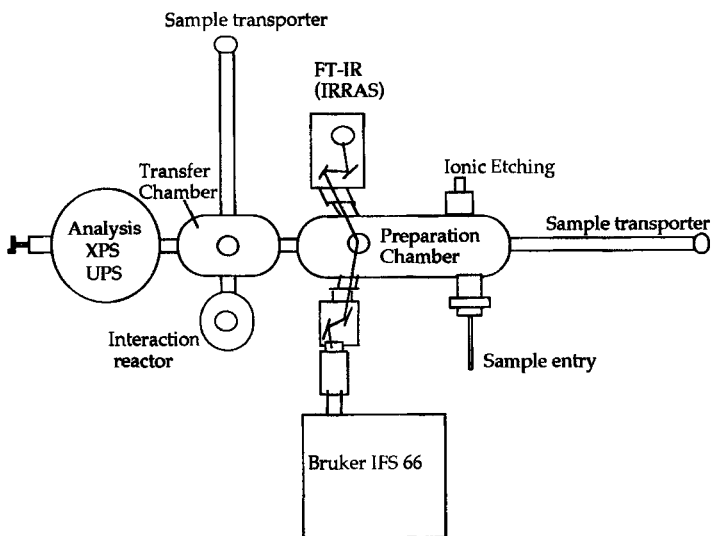 Sample transporter
FT-IR
(IRRAS)
Transfer
Chamber
Ionic Etching
Analysis
XPS
UPS
Preparation
Chamber
Sample transporter
Interaction
reactor
Sample entry
Bruker IFS 66